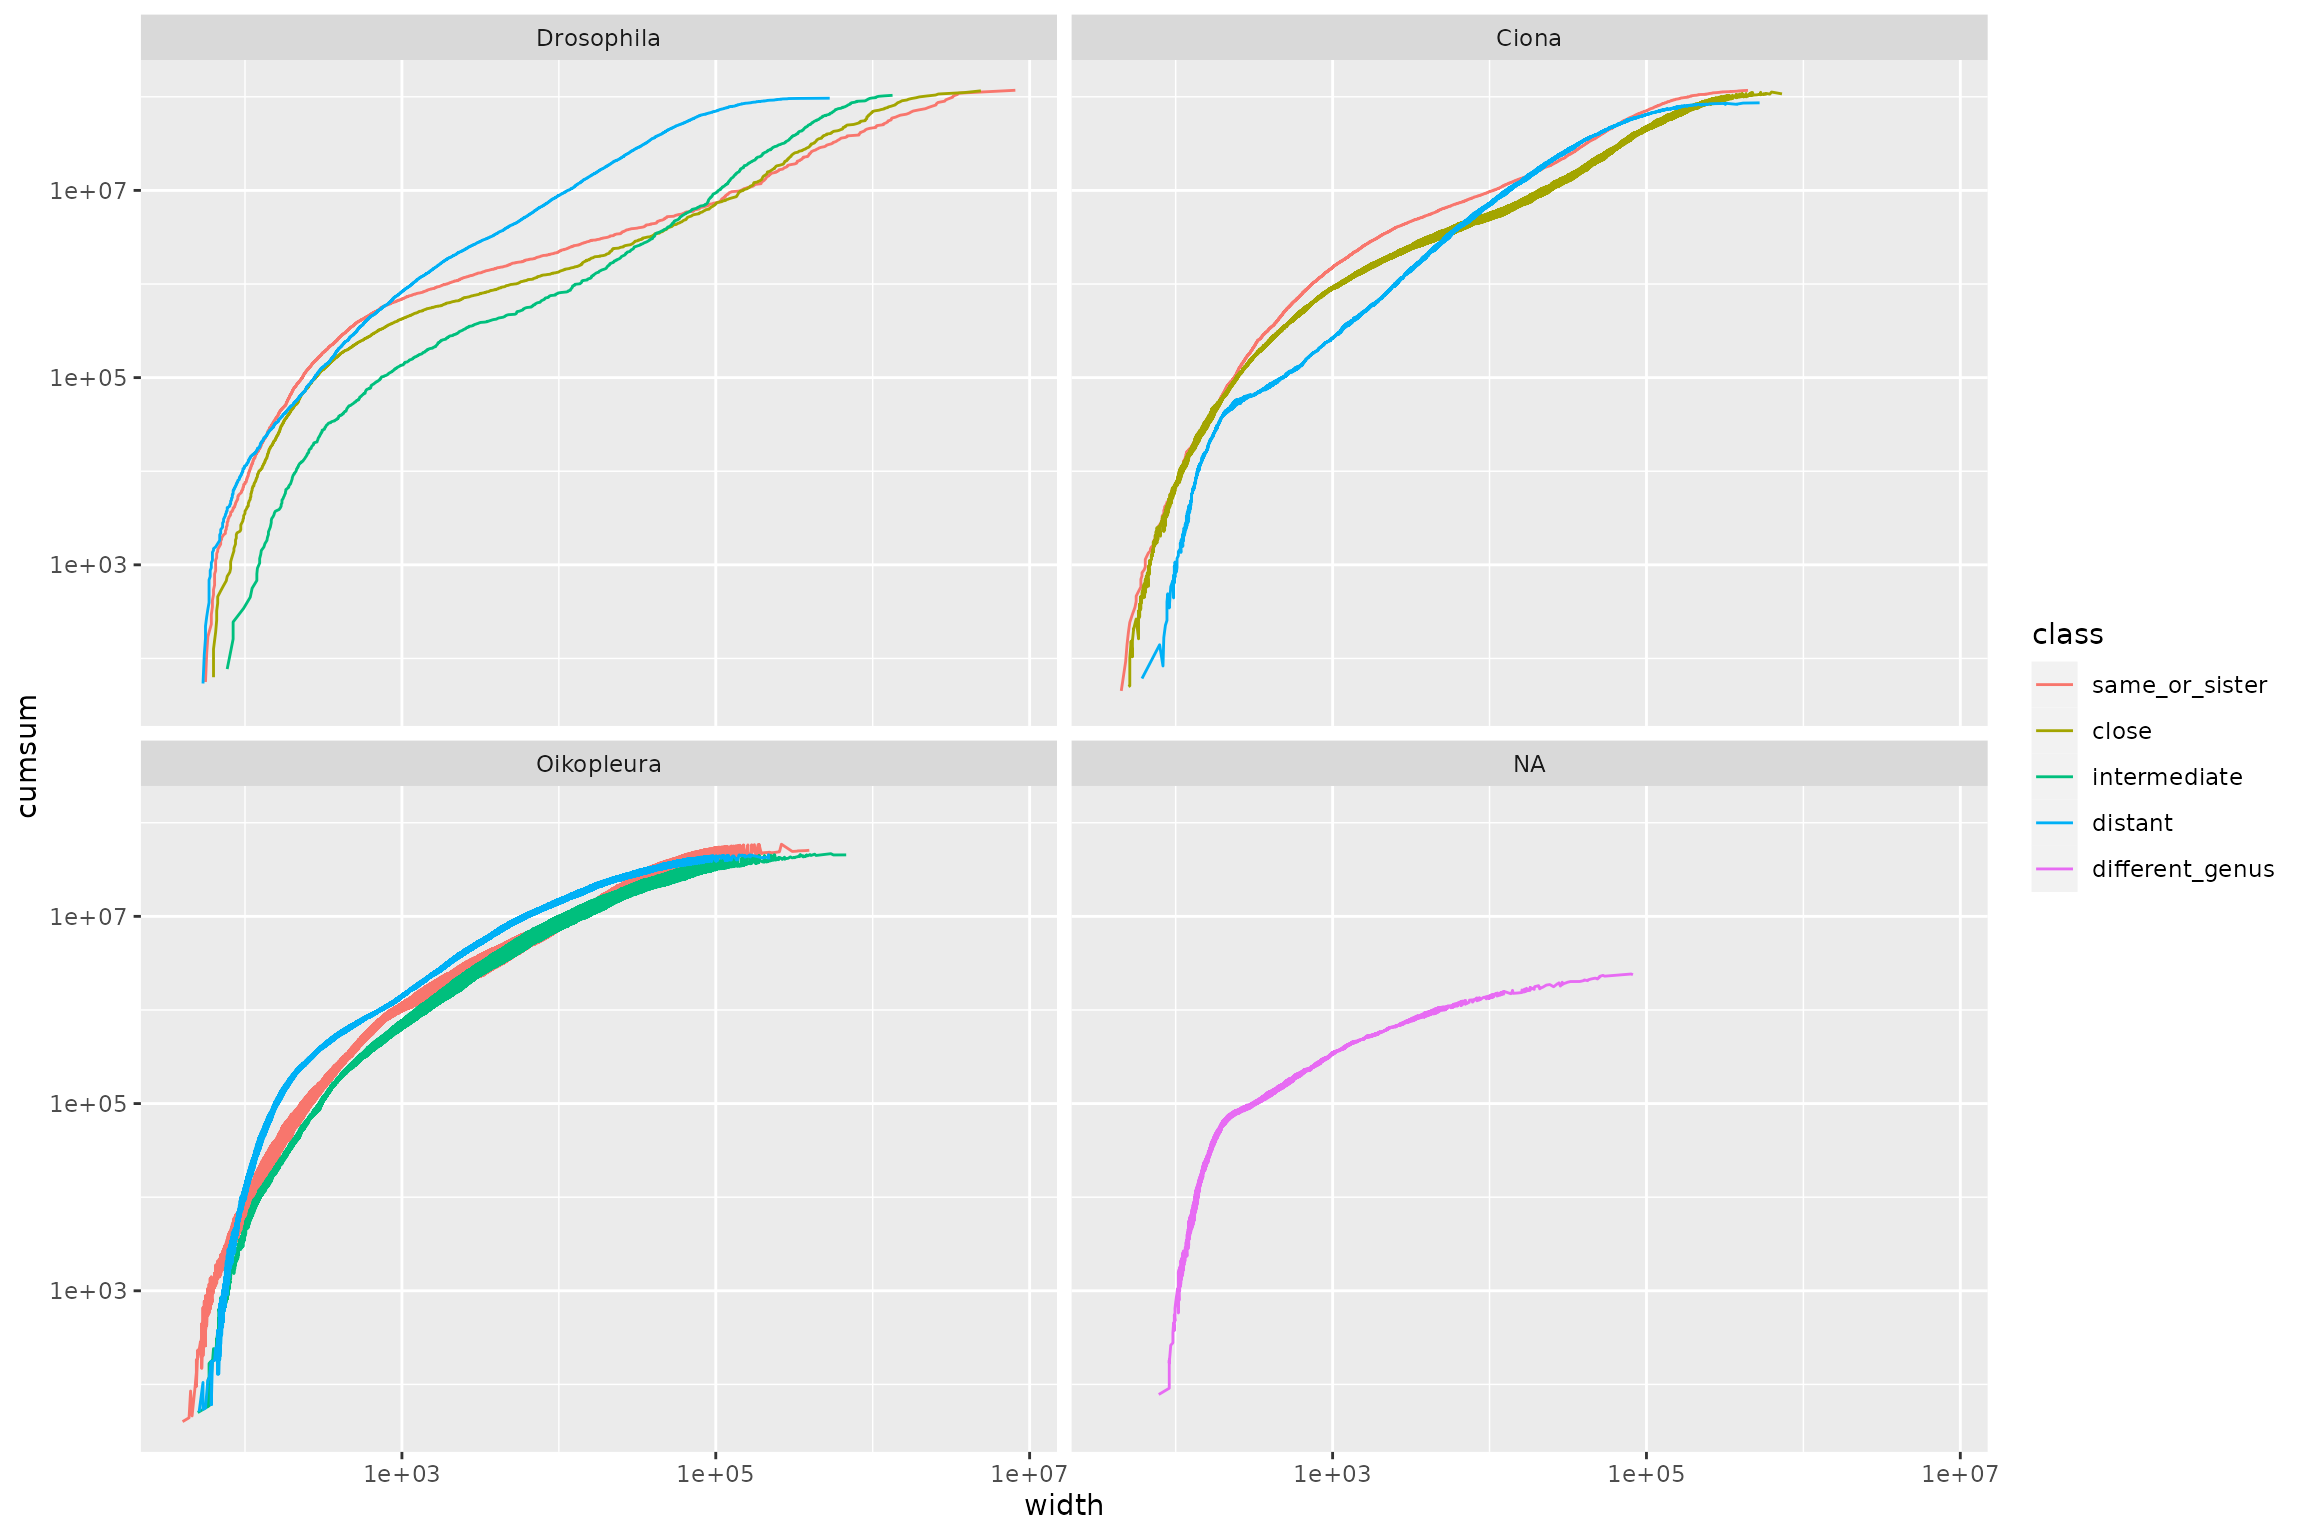 Drosophila
Ciona
1e+07
1e+05
1e+03
Oikopleura
NA
1e+07
1e+05
1e+03
1e+03
1e+05
1e+07
1e+03
1e+05
1e+07
width
cumsum
class
same_or_sister
close
intermediate
distant
different_genus